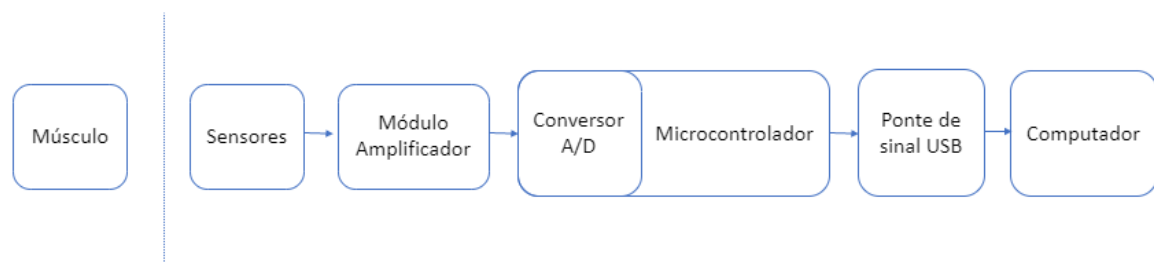 Músculo
Sensores
Módulo
Amplificador
Conversor
A/D
Microcontrolador
Ponte de
sinal USB
Computador